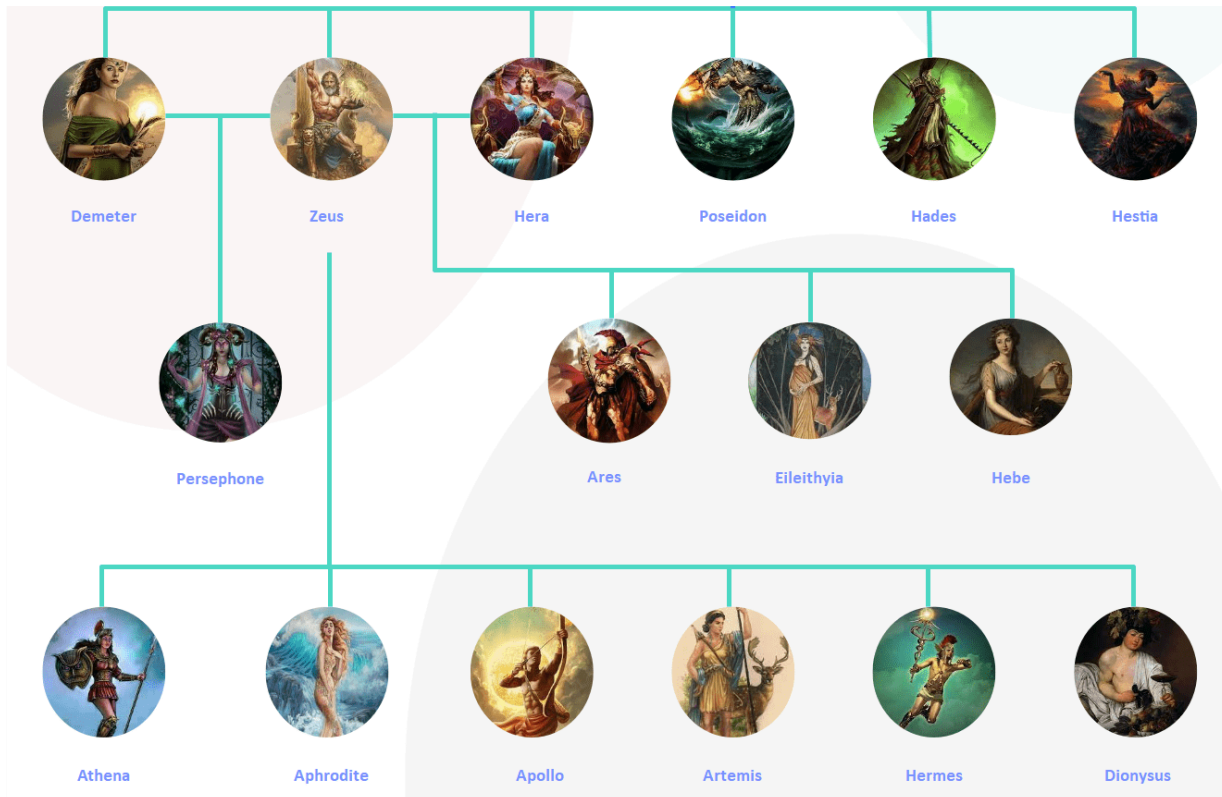 Demeter
Zeus
Hera
Poseidon
Hades
Hestia
Persephone
Ares
Eileithyia
Hebe
Athena
Aphrodite
Apollo
Artemis
Hermes
Dionysus